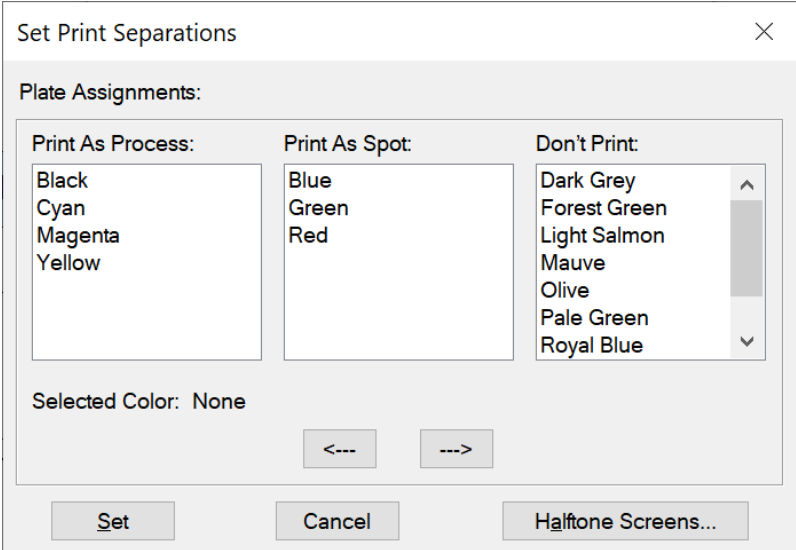 Set Print Separations
Plate Assignments:
Print As Process:
Black
Cyan
Magenta
Yellow
Print As Spot:
Blue
Green
Red
Don't Print:
Dark Grey
Forest Green
Light Salmon
Mauve
Olive
Pale Green
Royal Blue
Selected Color: None
<---
--->
Set
Cancel
Halftone Screens...